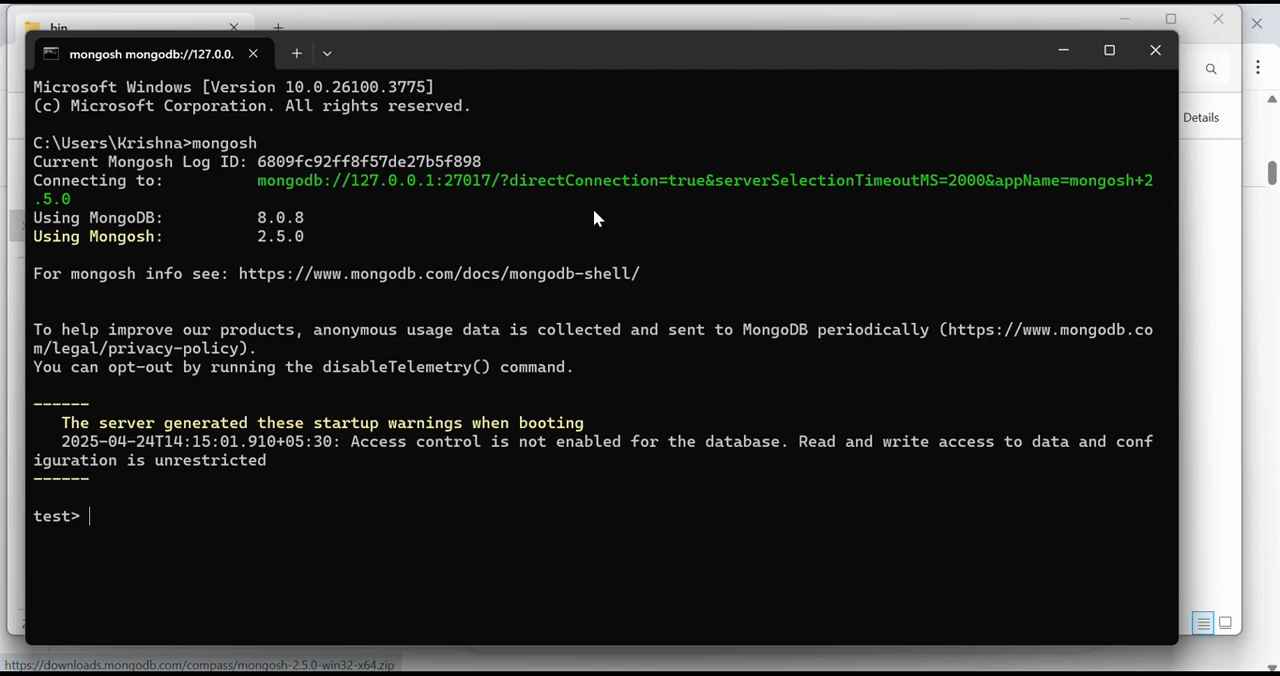 bin
mongosh mongodb://127.0.0.
Microsoft Windows [Version 10.0.26100.3775]
(c) Microsoft Corporation. All rights reserved.
C:\Users\Krishna>mongosh
Current Mongosh Log ID: 6809fc92ff8f57de27b5f898
Connecting to: mongodb://127.0.0.1:27017/?directConnection=true&serverSelectionTimeoutMS=2000&appName=mongosh+2
.5.0
Using MongoDB: 8.0.8
Using Mongosh: 2.5.0
For mongosh info see: https://www.mongodb.com/docs/mongodb-shell/
To help improve our products, anonymous usage data is collected and sent to MongoDB periodically (https://www.mongodb.co
m/legal/privacy-policy).
You can opt-out by running the disableTelemetry() command.
------
The server generated these startup warnings when booting
2025-04-24T14:15:01.910+05:30: Access control is not enabled for the database. Read and write access to data and conf
iguration is unrestricted
------
test>
Details
https://downloads.mongodb.com/compass/mongosh-2.5.0-win32-x64.zip